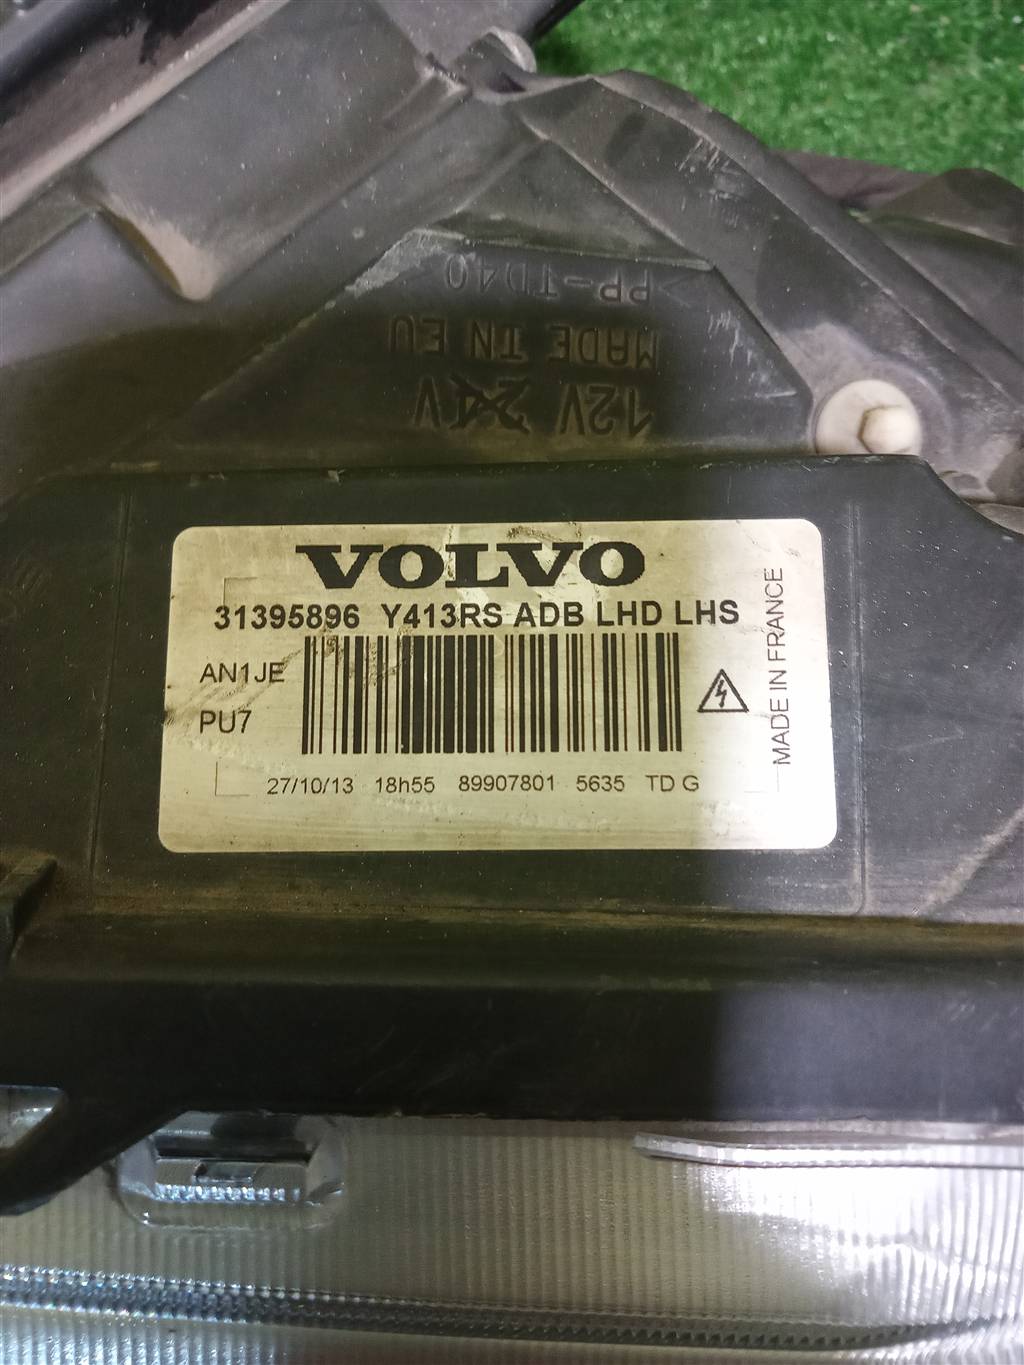 PP-TD40
MADE IN EU
12V 24V
VOLVO
31395896 Y413RS ADB LHD LHS
AN1JE
PU7
27/10/13 18h55 89907801 5635 TD G
MADE IN FRANCE